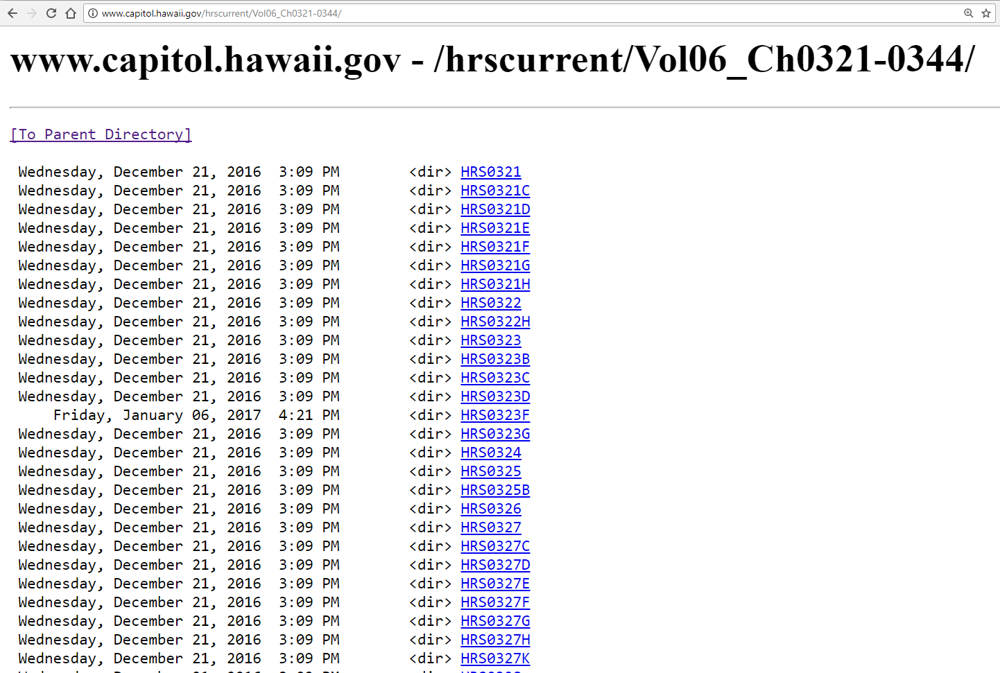 www.capitol.hawaii.gov/hrscurrent/Vol06_Ch0321-0344/
www.capitol.hawaii.gov - /hrscurrent/Vol06_Ch0321-0344/
[To Parent Directory]
Wednesday, December 21, 2016 3:09 PM <dir> HRS0321
Wednesday, December 21, 2016 3:09 PM <dir> HRS0321C
Wednesday, December 21, 2016 3:09 PM <dir> HRS0321D
Wednesday, December 21, 2016 3:09 PM <dir> HRS0321E
Wednesday, December 21, 2016 3:09 PM <dir> HRS0321F
Wednesday, December 21, 2016 3:09 PM <dir> HRS0321G
Wednesday, December 21, 2016 3:09 PM <dir> HRS0321H
Wednesday, December 21, 2016 3:09 PM <dir> HRS0322
Wednesday, December 21, 2016 3:09 PM <dir> HRS0322H
Wednesday, December 21, 2016 3:09 PM <dir> HRS0323
Wednesday, December 21, 2016 3:09 PM <dir> HRS0323B
Wednesday, December 21, 2016 3:09 PM <dir> HRS0323C
Wednesday, December 21, 2016 3:09 PM <dir> HRS0323D
Friday, January 06, 2017 4:21 PM <dir> HRS0323F
Wednesday, December 21, 2016 3:09 PM <dir> HRS0323G
Wednesday, December 21, 2016 3:09 PM <dir> HRS0324
Wednesday, December 21, 2016 3:09 PM <dir> HRS0325
Wednesday, December 21, 2016 3:09 PM <dir> HRS0325B
Wednesday, December 21, 2016 3:09 PM <dir> HRS0326
Wednesday, December 21, 2016 3:09 PM <dir> HRS0327
Wednesday, December 21, 2016 3:09 PM <dir> HRS0327C
Wednesday, December 21, 2016 3:09 PM <dir> HRS0327D
Wednesday, December 21, 2016 3:09 PM <dir> HRS0327E
Wednesday, December 21, 2016 3:09 PM <dir> HRS0327F
Wednesday, December 21, 2016 3:09 PM <dir> HRS0327G
Wednesday, December 21, 2016 3:09 PM <dir> HRS0327H
Wednesday, December 21, 2016 3:09 PM <dir> HRS0327K